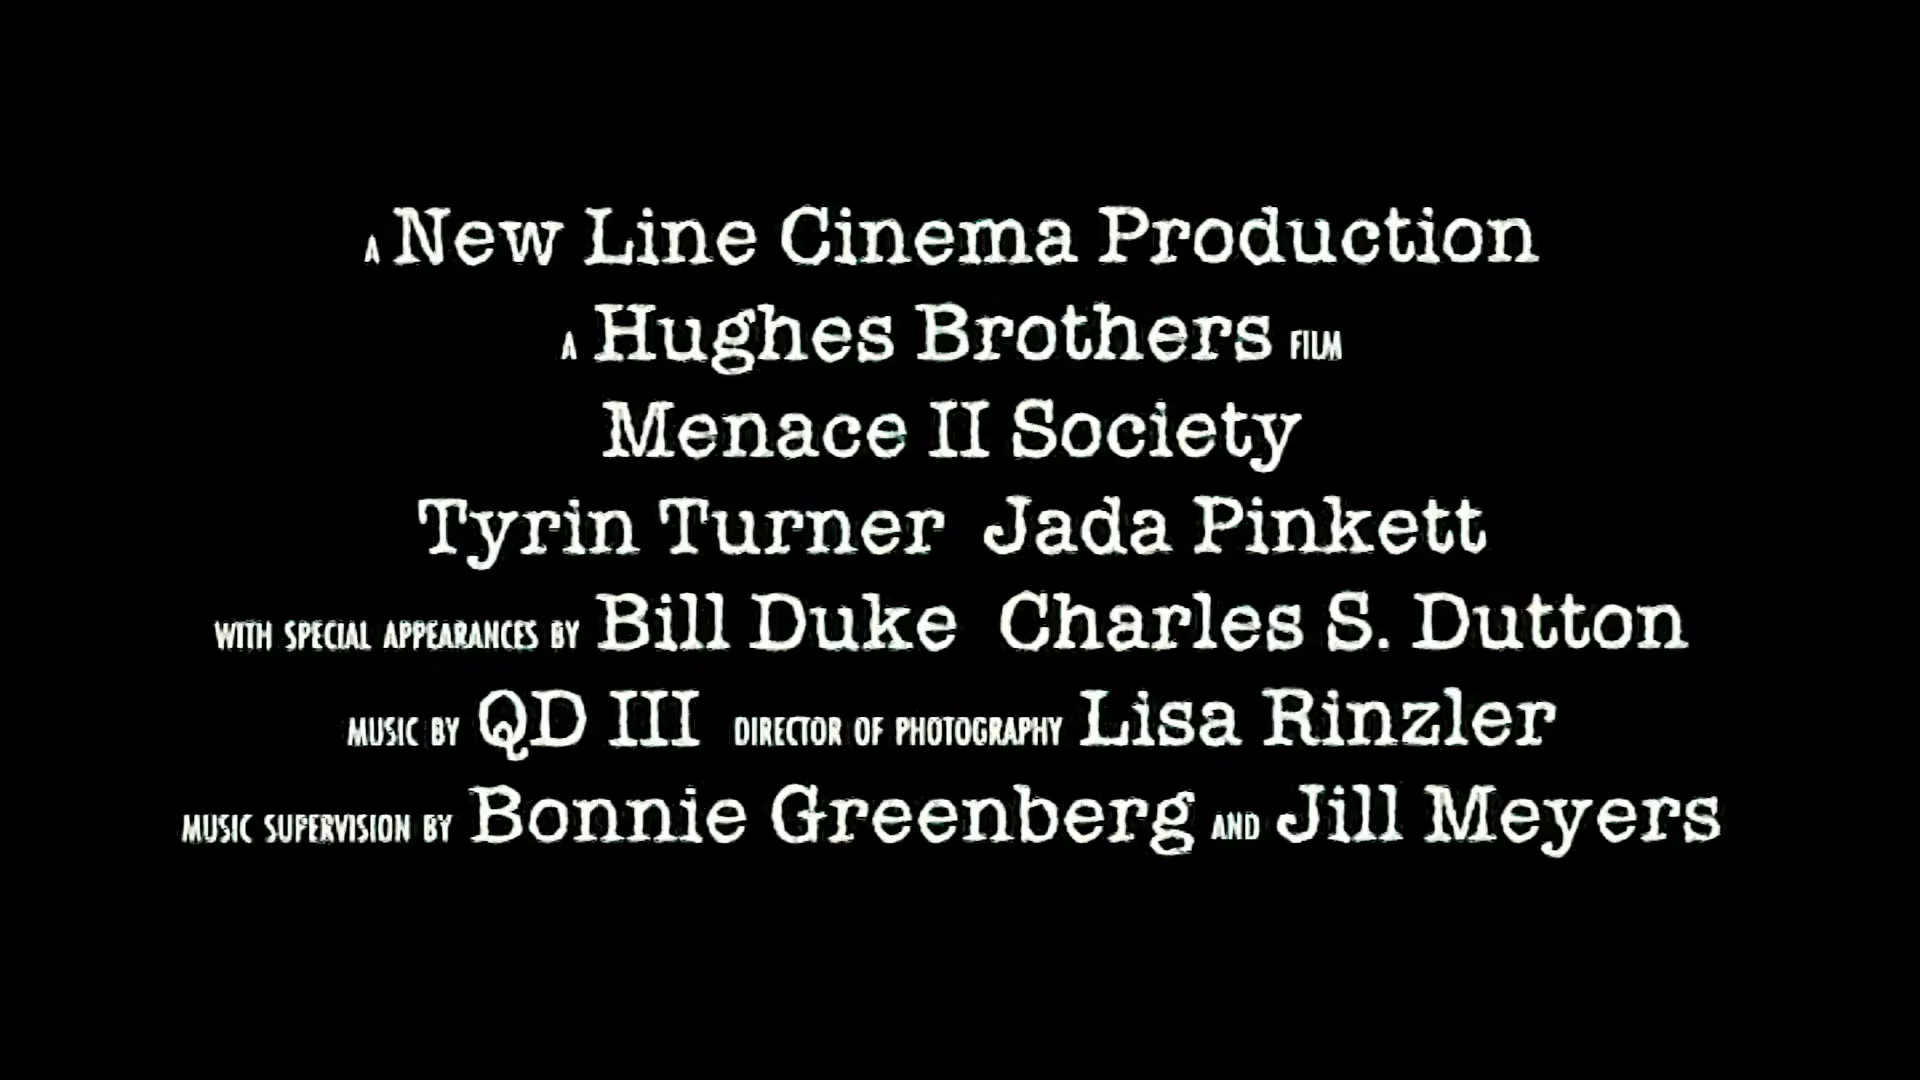 A New Line Cinema Production
A Hughes Brothers FILM
Menace II Society
Tyrin Turner Jada Pinkett
WITH SPECIAL APPEARANCES BY Bill Duke Charles S. Dutton
MUSIC BY QD III DIRECTOR OF PHOTOGRAPHY Lisa Rinzler
MUSIC SUPERVISION BY Bonnie Greenberg AND Jill Meyers